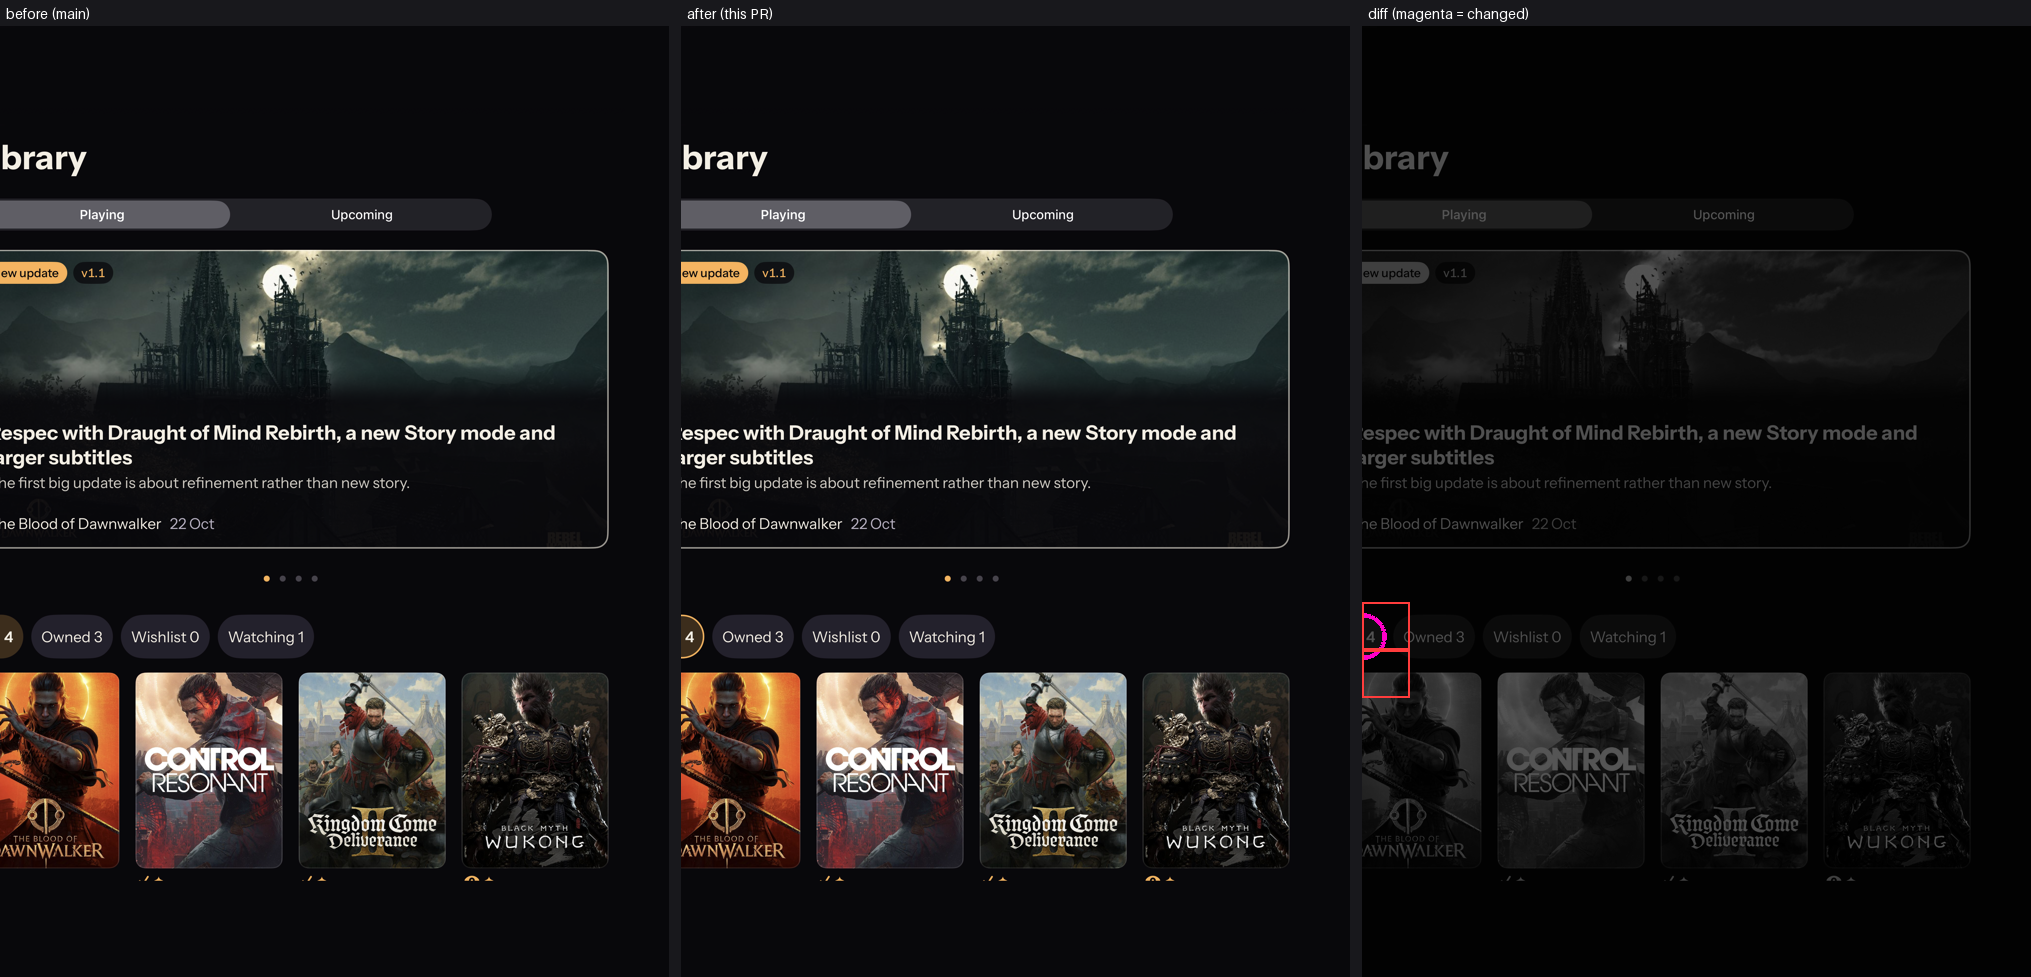 before (main)
after (this PR)
diff (magenta = changed)
brary
Playing
Upcoming
ew update
v1.1
espec with Draught of Mind Rebirth, a new Story mode and
arger subtitles
he first big update is about refinement rather than new story.
he Blood of Dawnwalker 22 Oct
4
Owned 3
Wishlist 0
Watching 1
THE BLOOD OF
AWNWALKER
CONTROL
RESONANT
Kingdom Come
II
Deliverance
BLACK MYTH
WUKONG
brary
Playing
Upcoming
ew update
v1.1
espec with Draught of Mind Rebirth, a new Story mode and
arger subtitles
he first big update is about refinement rather than new story.
he Blood of Dawnwalker 22 Oct
4
Owned 3
Wishlist 0
Watching 1
THE BLOOD OF
AWNWALKER
CONTROL
RESONANT
Kingdom Come
II
Deliverance
BLACK MYTH
WUKONG
brary
Playing
Upcoming
ew update
v1.1
espec with Draught of Mind Rebirth, a new Story mode and
arger subtitles
he first big update is about refinement rather than new story.
he Blood of Dawnwalker 22 Oct
4
Owned 3
Wishlist 0
Watching 1
THE BLOOD OF
AWNWALKER
CONTROL
RESONANT
Kingdom Come
II
Deliverance
BLACK MYTH
WUKONG